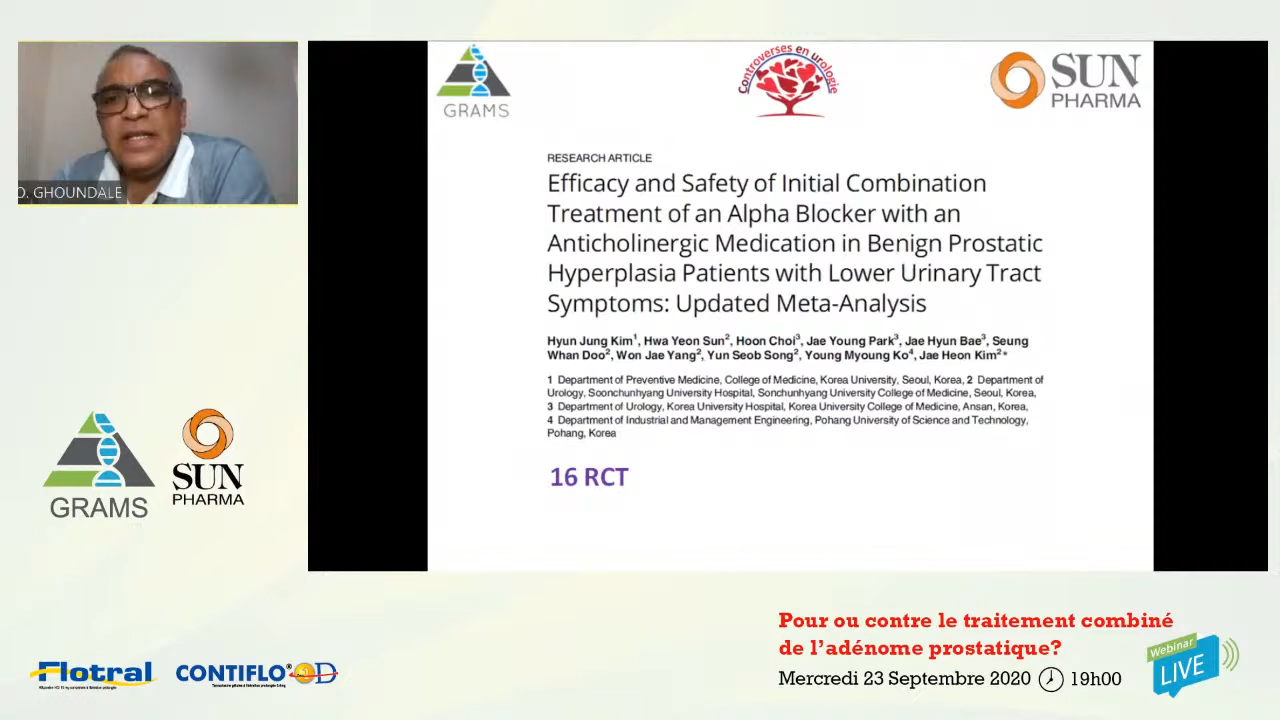 O. GHOUNDALE
GRAMS
Controverses en urologie
SUN
PHARMA
RESEARCH ARTICLE
Efficacy and Safety of Initial Combination
Treatment of an Alpha Blocker with an
Anticholinergic Medication in Benign Prostatic
Hyperplasia Patients with Lower Urinary Tract
Symptoms: Updated Meta-Analysis
Hyun Jung Kim1, Hwa Yeon Sun2, Hoon Choi3, Jae Young Park3, Jae Hyun Bae3, Seung
Whan Doo2, Won Jae Yang2, Yun Seob Song2, Young Myoung Ko4, Jae Heon Kim2*
1 Department of Preventive Medicine, College of Medicine, Korea University, Seoul, Korea, 2 Department of
Urology, Soonchunhyang University Hospital, Sonchunhyang University College of Medicine, Seoul, Korea,
3 Department of Urology, Korea University Hospital, Korea University College of Medicine, Ansan, Korea,
4 Department of Industrial and Management Engineering, Pohang University of Science and Technology,
Pohang, Korea
16 RCT
GRAMS
SUN
PHARMA
Flotral
CONTIFLO® OD
Pour ou contre le traitement combiné
de l'adénome prostatique?
Mercredi 23 Septembre 2020 19h00
Webinar
LIVE